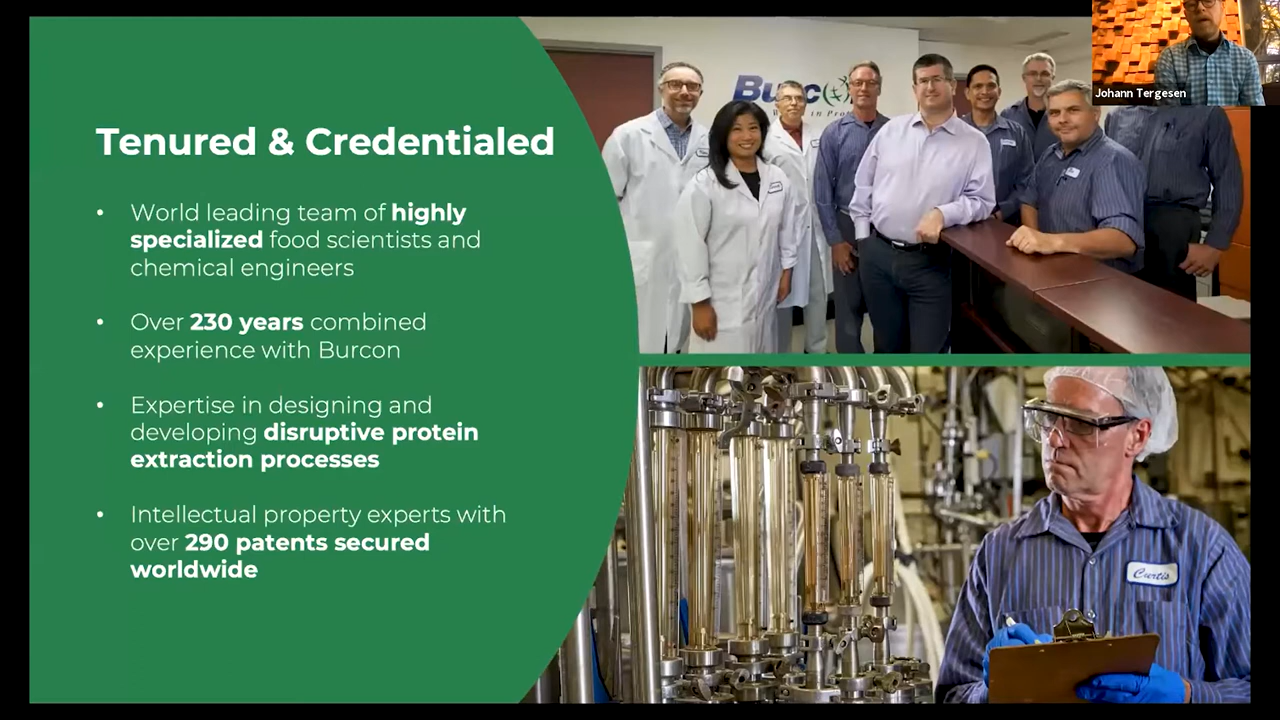 Johann Tergesen
Burcon
Tenured & Credentialed
• World leading team of highly
specialized food scientists and
chemical engineers
• Over 230 years combined
experience with Burcon
• Expertise in designing and
developing disruptive protein
extraction processes
• Intellectual property experts with
over 290 patents secured
worldwide
Curtis